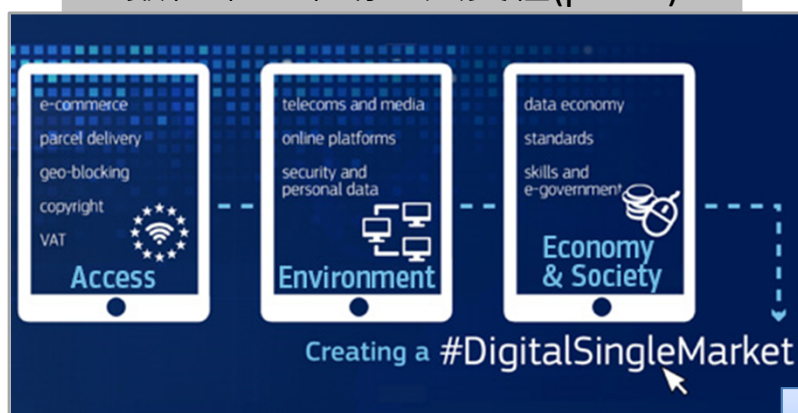 e-commerce
parcel delivery
geo-blocking
copyright
VAT
Access
telecoms and media
online platforms
security and
personal data
Environment
data economy
standards
skills and
e-government
Economy
& Society
Creating a #DigitalSingleMarket